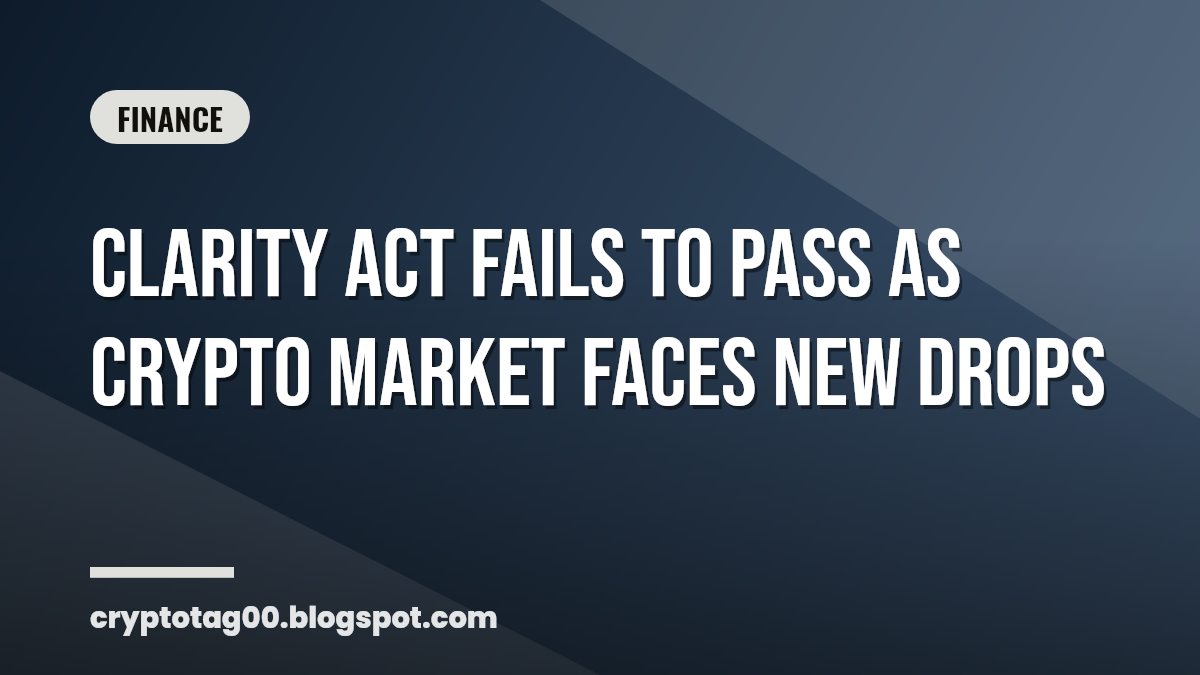 FINANCE
CLARITY ACT FAILS TO PASS AS
CRYPTO MARKET FACES NEW DROPS
cryptotag00.blogspot.com